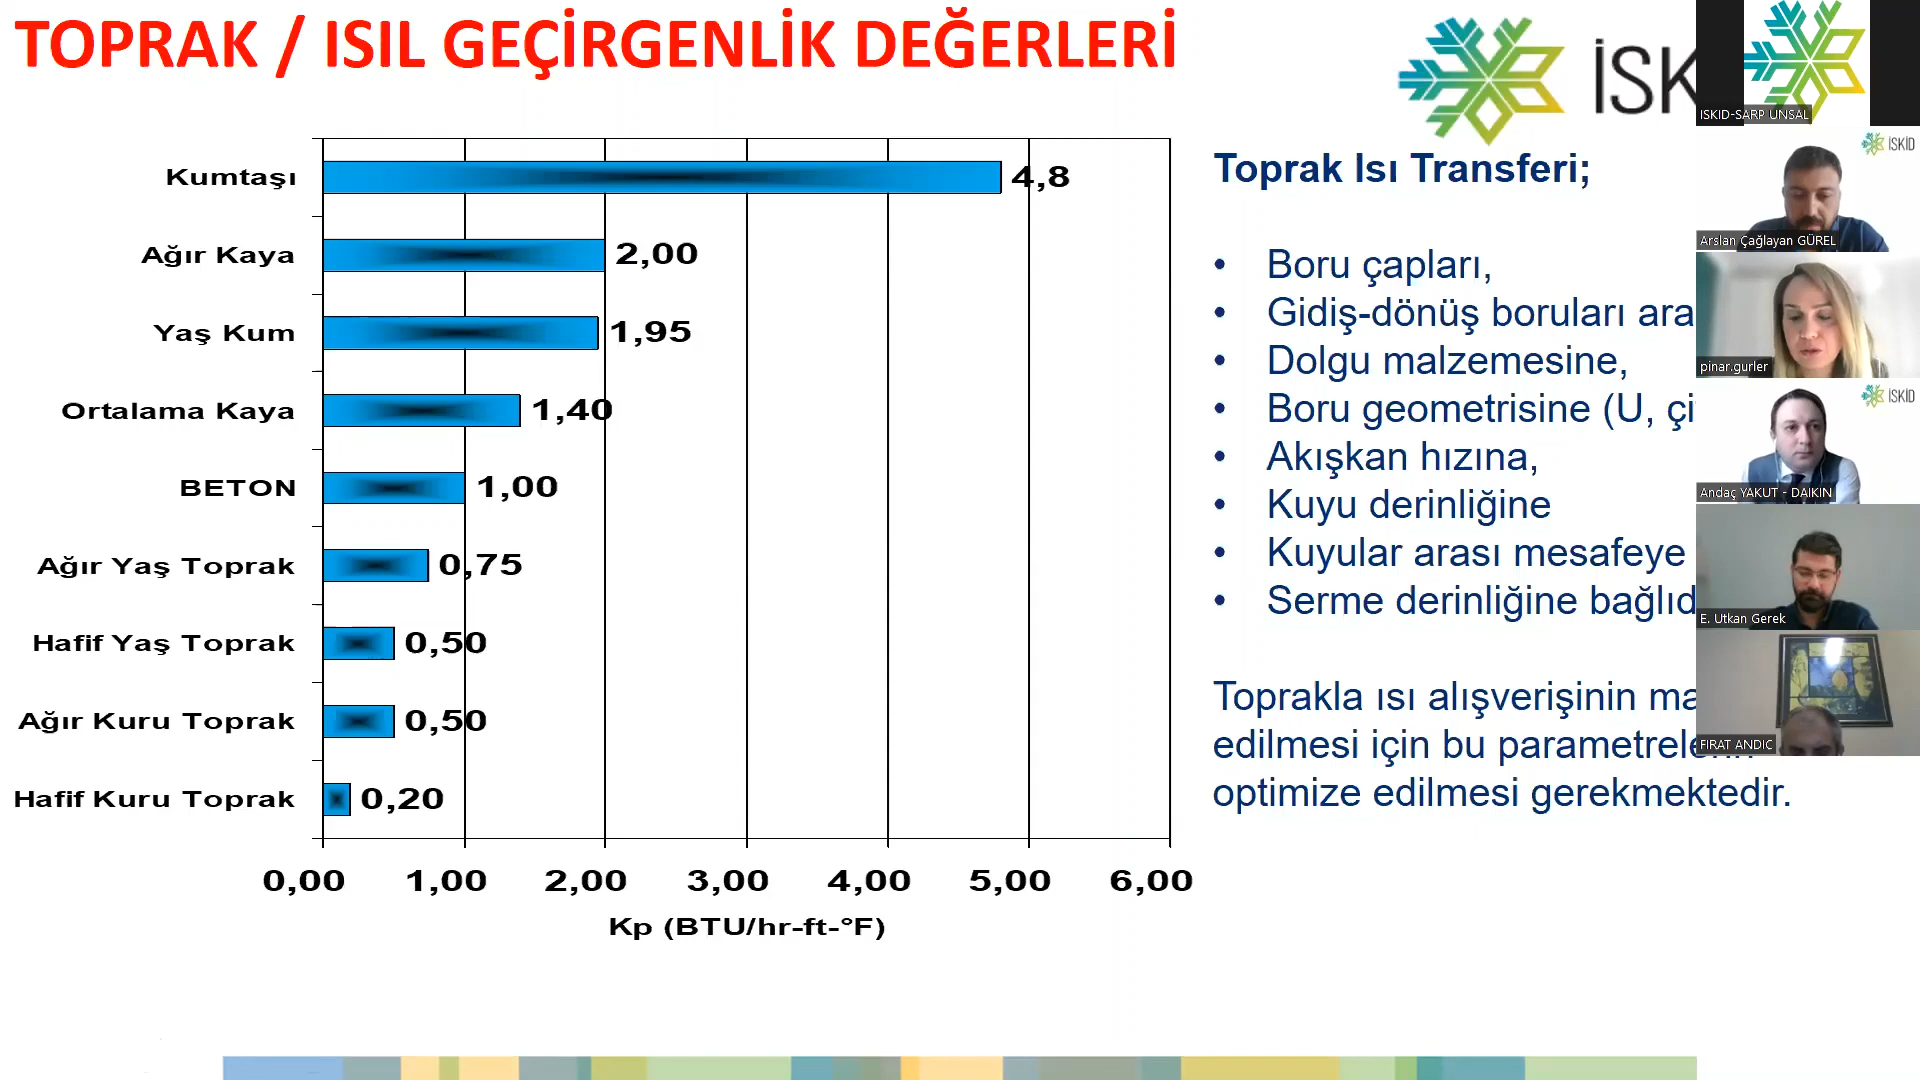 TOPRAK / ISIL GEÇİRGENLİK DEĞERLERİ
İSK
Kumtaşı 4,8
Ağır Kaya 2,00
Yaş Kum 1,95
Ortalama Kaya 1,40
BETON 1,00
Ağır Yaş Toprak 0,75
Hafif Yaş Toprak 0,50
Ağır Kuru Toprak 0,50
Hafif Kuru Toprak 0,20
0,00 1,00 2,00 3,00 4,00 5,00 6,00
Kp (BTU/hr-ft-°F)
Toprak Isı Transferi;
• Boru çapları,
• Gidiş-dönüş boruları ara
• Dolgu malzemesine,
• Boru geometrisine (U, çi
• Akışkan hızına,
• Kuyu derinliğine
• Kuyular arası mesafeye
• Serme derinliğine bağlıd
Toprakla ısı alışverişinin ma
edilmesi için bu parametrelerin
optimize edilmesi gerekmektedir.
ISKID-SARP ÜNSAL
İSKİD
Arslan Çağlayan GÜREL
pinar.gurler
İSKİD
Andaç YAKUT - DAIKIN
E. Utkan Gerek
FIRAT ANDIC